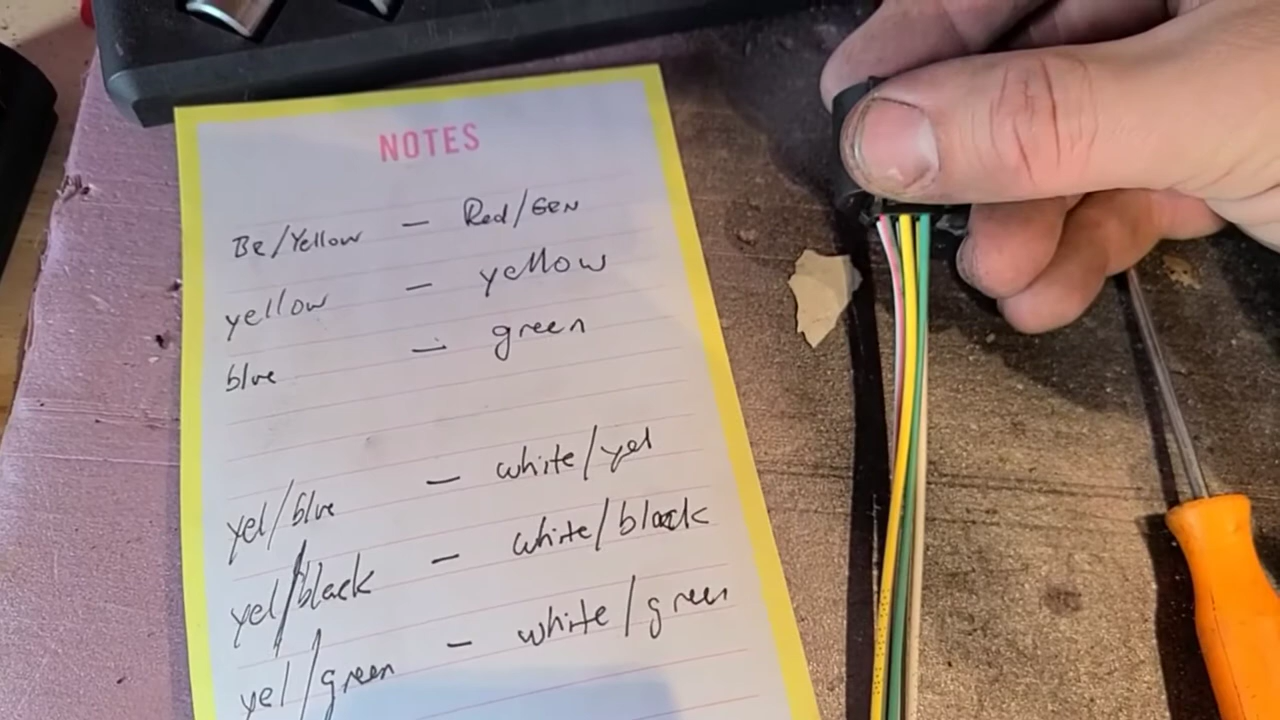 NOTES
Be/Yellow — Red/GEN
yellow — yellow
blue — green
yel/blue — white/yel
yel/black — white/black
yel/green — white/green